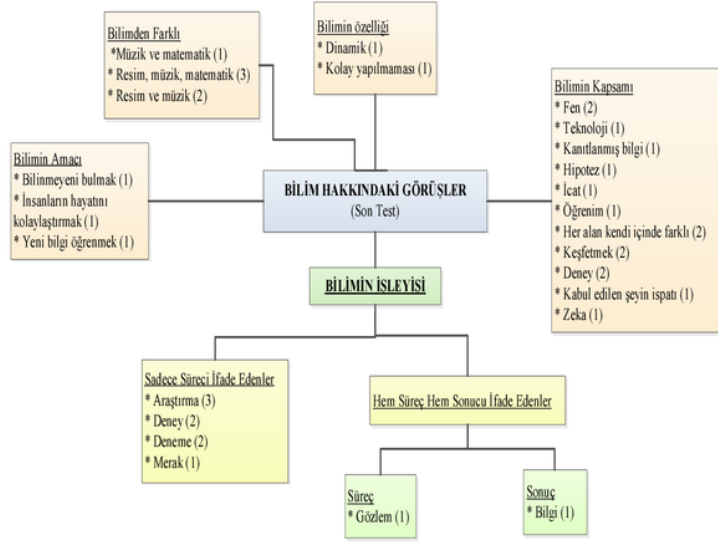 Bilimden Farklı
*Müzik ve matematik (1)
* Resim, müzik, matematik (3)
* Resim ve müzik (2)
Bilimin özelliği
* Dinamik (1)
* Kolay yapılmaması (1)
Bilimin Amaçı
* Bilinmeyeni bulmak (1)
* İnsanların hayatını
kolaylaştırmak (1)
* Yeni bilgi öğrenmek (1)
BİLİM HAKKINDAKİ GÖRÜŞLER
(Son Test)
Bilimin Kapsamı
* Fen (2)
* Teknoloji (1)
* Kanıtlanmış bilgi (1)
* Hipotez (1)
* İcat (1)
* Öğrenim (1)
* Her alan kendi içinde farklı (2)
* Keşfetmek (2)
* Deney (2)
* Kabul edilen şeyin ispatı (1)
* Zeka (1)
BİLİMİN İŞLEYİSİ
Sadece Süreci İfade Edenler
* Araştırma (3)
* Deney (2)
* Deneme (2)
* Merak (1)
Hem Süreç Hem Sonucu İfade Edenler
Süreç
* Gözlem (1)
Sonuç
* Bilgi (1)